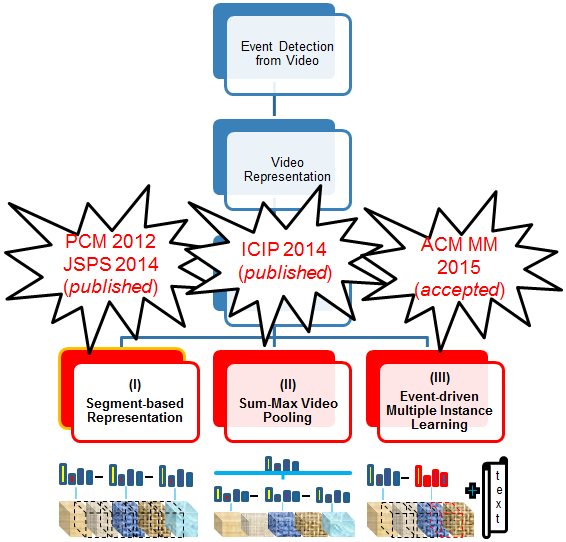 Event Detection
from Video
Video
Representation
PCM 2012
JSPS 2014
(published)
ICIP 2014
(published)
ACM MM
2015
(accepted)
(I)
Segment-based
Representation
(II)
Sum-Max Video
Pooling
(III)
Event-driven
Multiple Instance
Learning
text